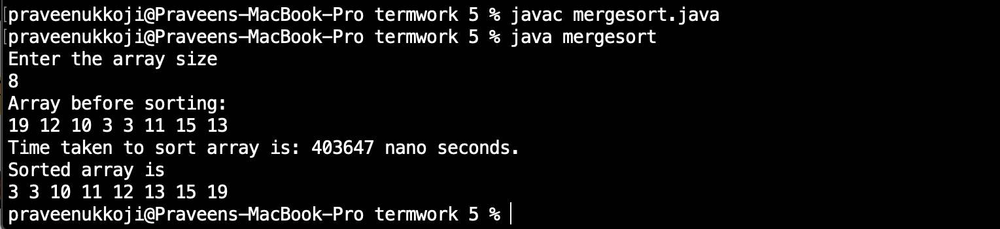 praveenukkoji@Praveens-MacBook-Pro termwork 5 % javac mergesort.java
praveenukkoji@Praveens-MacBook-Pro termwork 5 % java mergesort
Enter the array size
8
Array before sorting:
19 12 10 3 3 11 15 13
Time taken to sort array is: 403647 nano seconds.
Sorted array is
3 3 10 11 12 13 15 19
praveenukkoji@Praveens-MacBook-Pro termwork 5 %